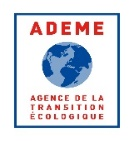 ADEME
AGENCE DE LA
TRANSITION
ÉCOLOGIQUE